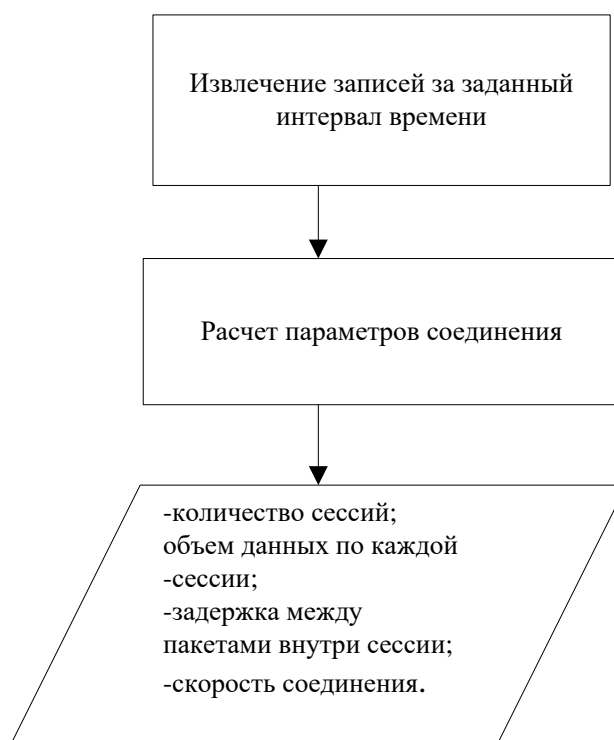 Извлечение записей за заданный
интервал времени
Расчет параметров соединения
-количество сессий;
объем данных по каждой
-сессии;
-задержка между
пакетами внутри сессии;
-скорость соединения.